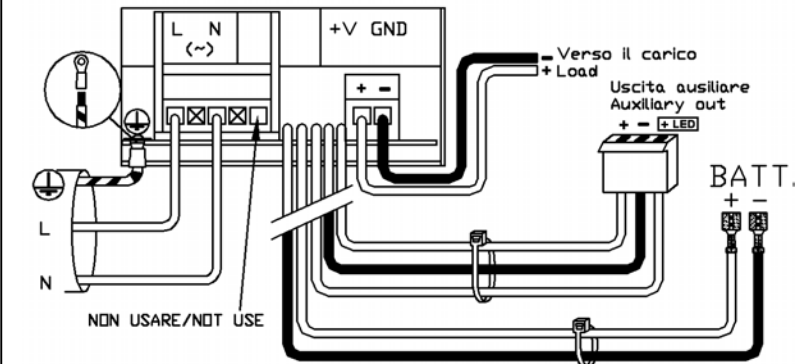 L N
(~)
+V GND
+ -
- Verso il carico
+ Load
Uscita ausiliare
Auxiliary out
+ - + LED
BATT.
+ -
L
N
NON USARE/NOT USE